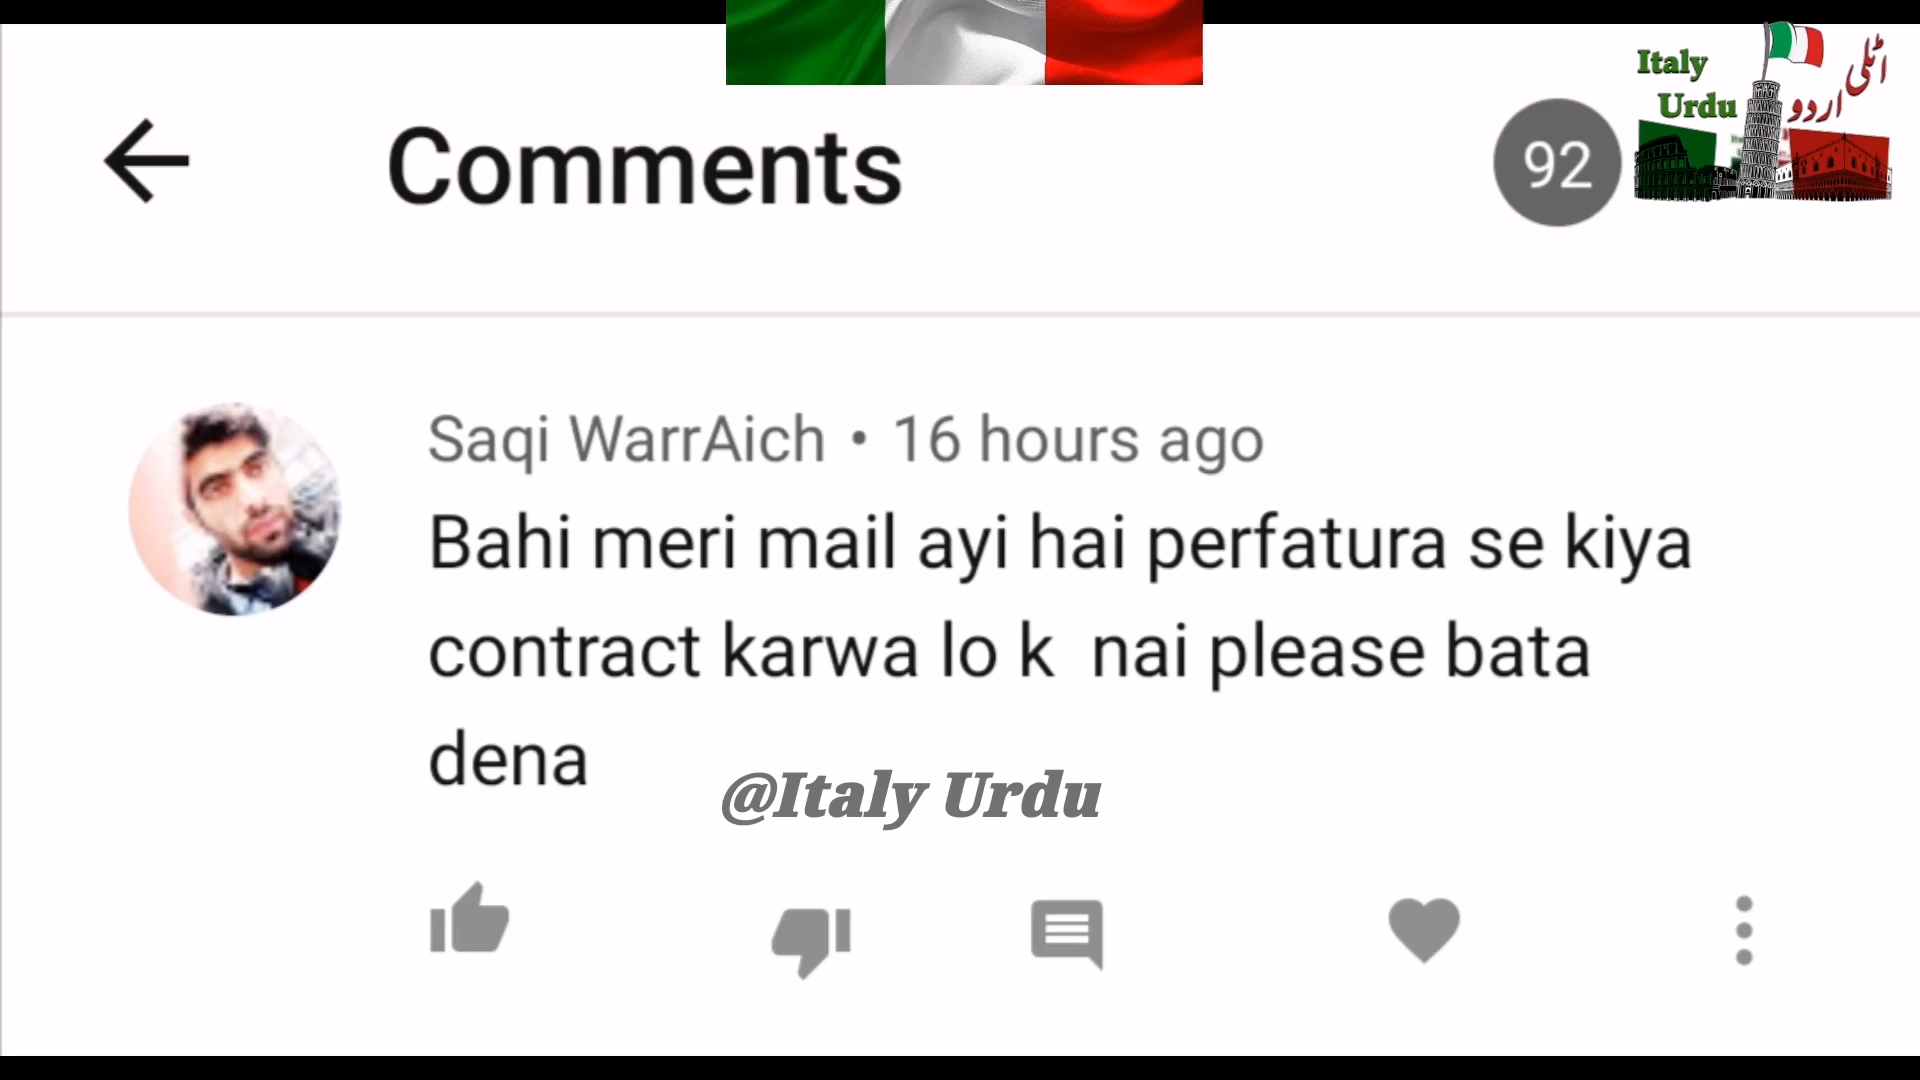 Comments
92
Italy
Urdu
اٹلی
اردو
Saqi WarrAich • 16 hours ago
Bahi meri mail ayi hai perfatura se kiya
contract karwa lo k nai please bata
dena
@Italy Urdu